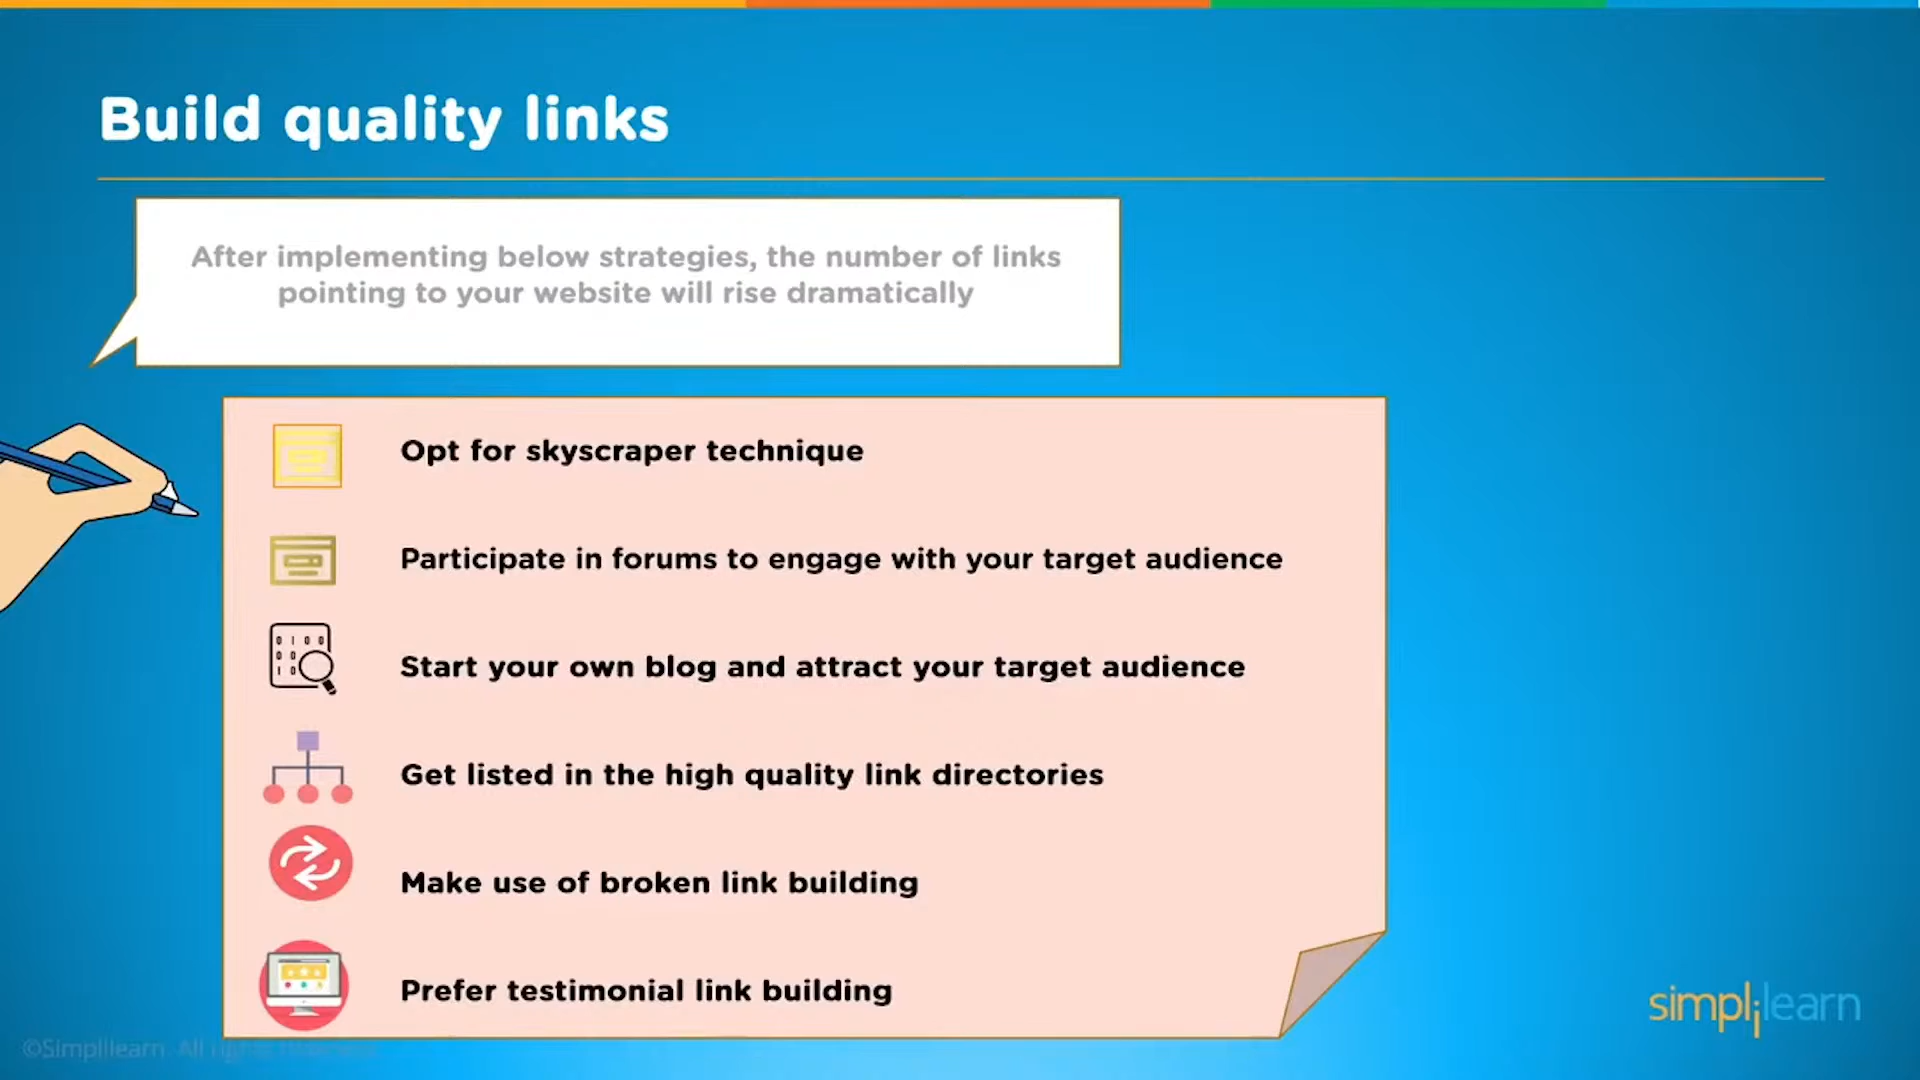 Build quality links
After implementing below strategies, the number of links
pointing to your website will rise dramatically
Opt for skyscraper technique
Participate in forums to engage with your target audience
Start your own blog and attract your target audience
Get listed in the high quality link directories
Make use of broken link building
Prefer testimonial link building
simplilearn
©Simplilearn. All rights